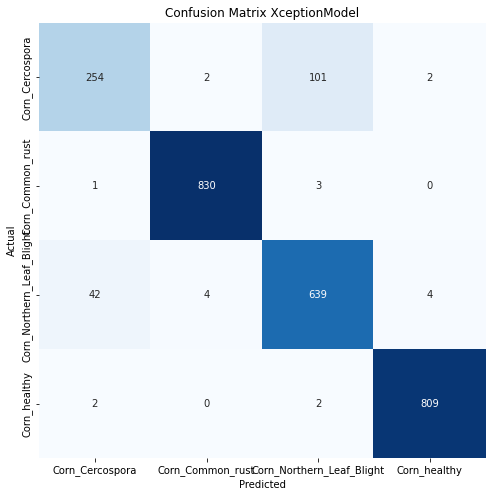 Confusion Matrix XceptionModel
Actual
Corn_Cercospora
254 2 101 2
Corn_Common_rust
1 830 3 0
Corn_Northern_Leaf_Blight
42 4 639 4
Corn_healthy
2 0 2 809
Corn_Cercospora Corn_Common_rust Corn_Northern_Leaf_Blight Corn_healthy
Predicted